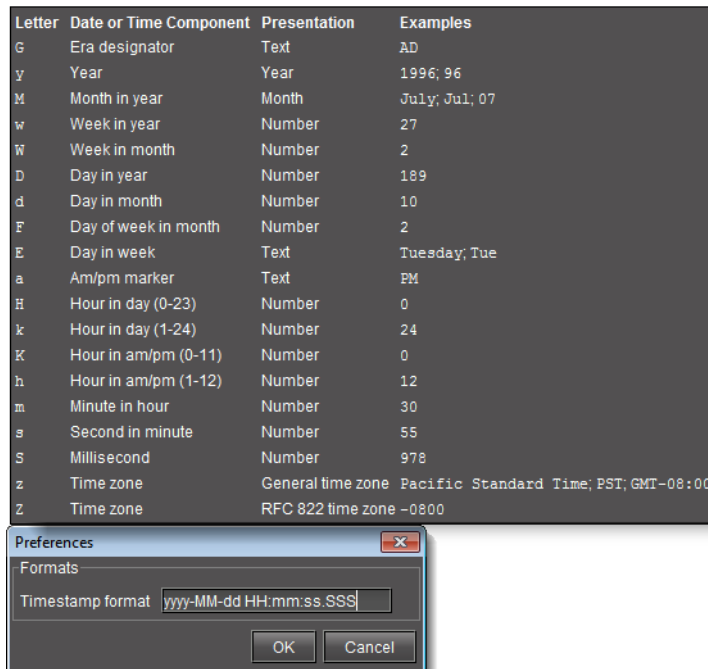 Letter Date or Time Component Presentation Examples
G Era designator Text AD
y Year Year 1996; 96
M Month in year Month July; Jul; 07
w Week in year Number 27
W Week in month Number 2
D Day in year Number 189
d Day in month Number 10
F Day of week in month Number 2
E Day in week Text Tuesday; Tue
a Am/pm marker Text PM
H Hour in day (0-23) Number 0
k Hour in day (1-24) Number 24
K Hour in am/pm (0-11) Number 0
h Hour in am/pm (1-12) Number 12
m Minute in hour Number 30
s Second in minute Number 55
S Millisecond Number 978
z Time zone General time zone Pacific Standard Time; PST; GMT-08:00
Z Time zone RFC 822 time zone -0800
Preferences
Formats
Timestamp format yyyy-MM-dd HH:mm:ss.SSS
OK Cancel